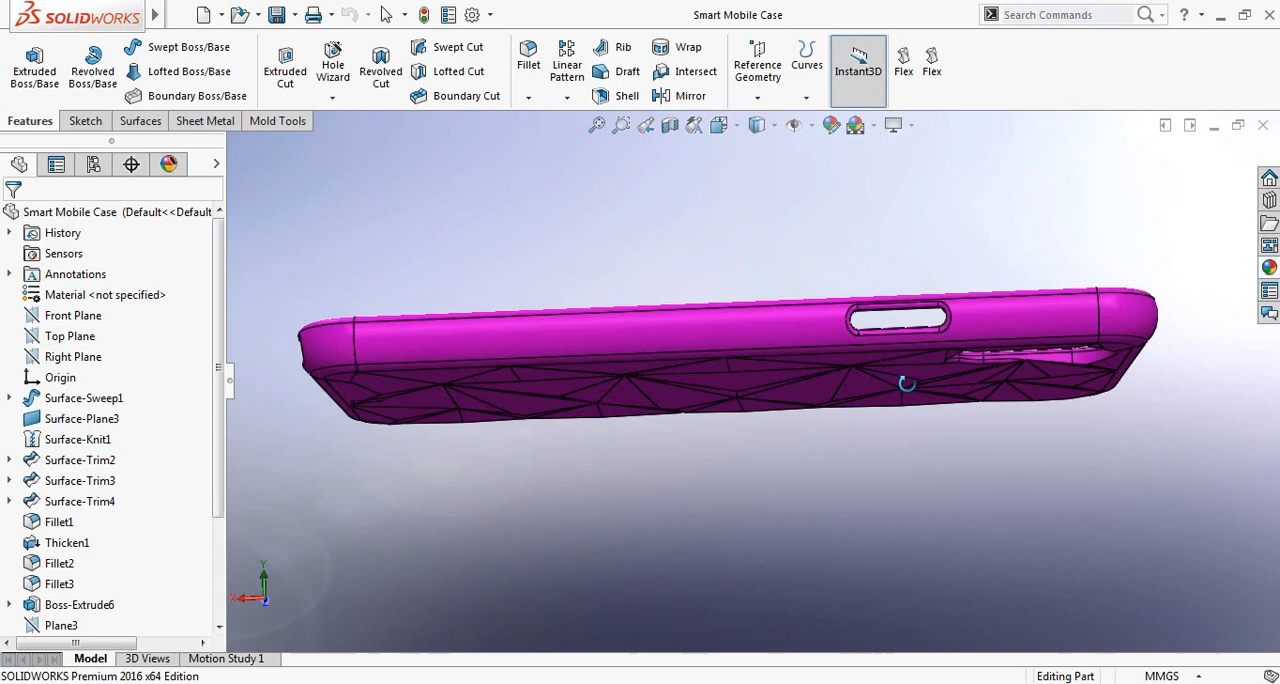 SOLIDWORKS
Smart Mobile Case
Search Commands
?
Extruded Boss/Base
Revolved Boss/Base
Swept Boss/Base
Lofted Boss/Base
Boundary Boss/Base
Extruded Cut
Hole Wizard
Revolved Cut
Swept Cut
Lofted Cut
Boundary Cut
Fillet
Linear Pattern
Rib
Draft
Shell
Wrap
Intersect
Mirror
Reference Geometry
Curves
Instant3D
Flex
Flex
Features
Sketch
Surfaces
Sheet Metal
Mold Tools
Smart Mobile Case (Default<<Default
History
Sensors
Annotations
Material <not specified>
Front Plane
Top Plane
Right Plane
Origin
Surface-Sweep1
Surface-Plane3
Surface-Knit1
Surface-Trim2
Surface-Trim3
Surface-Trim4
Fillet1
Thicken1
Fillet2
Fillet3
Boss-Extrude6
Plane3
Y
X
Z
Model
3D Views
Motion Study 1
SOLIDWORKS Premium 2016 x64 Edition
Editing Part
MMGS